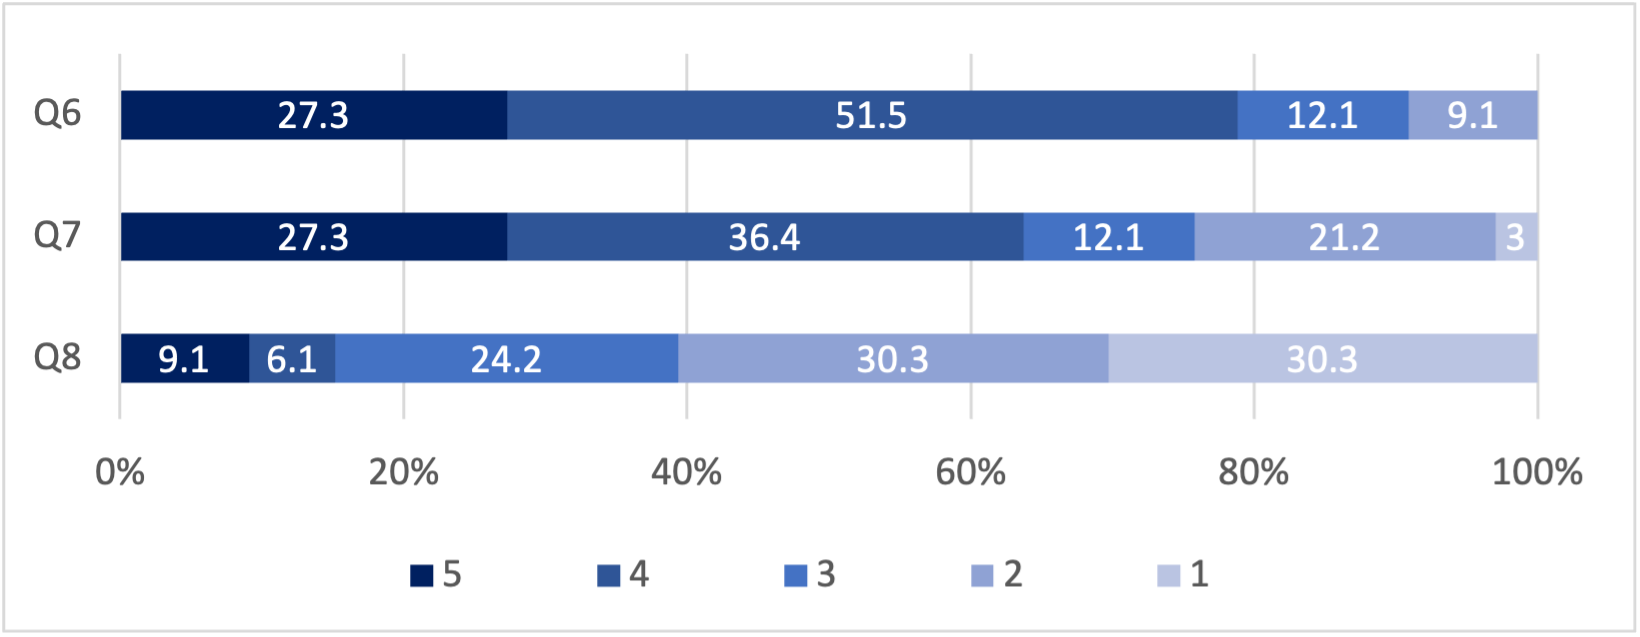 Q6 27.3 51.5 12.1 9.1
Q7 27.3 36.4 12.1 21.2 3
Q8 9.1 6.1 24.2 30.3 30.3
0% 20% 40% 60% 80% 100%
5 4 3 2 1